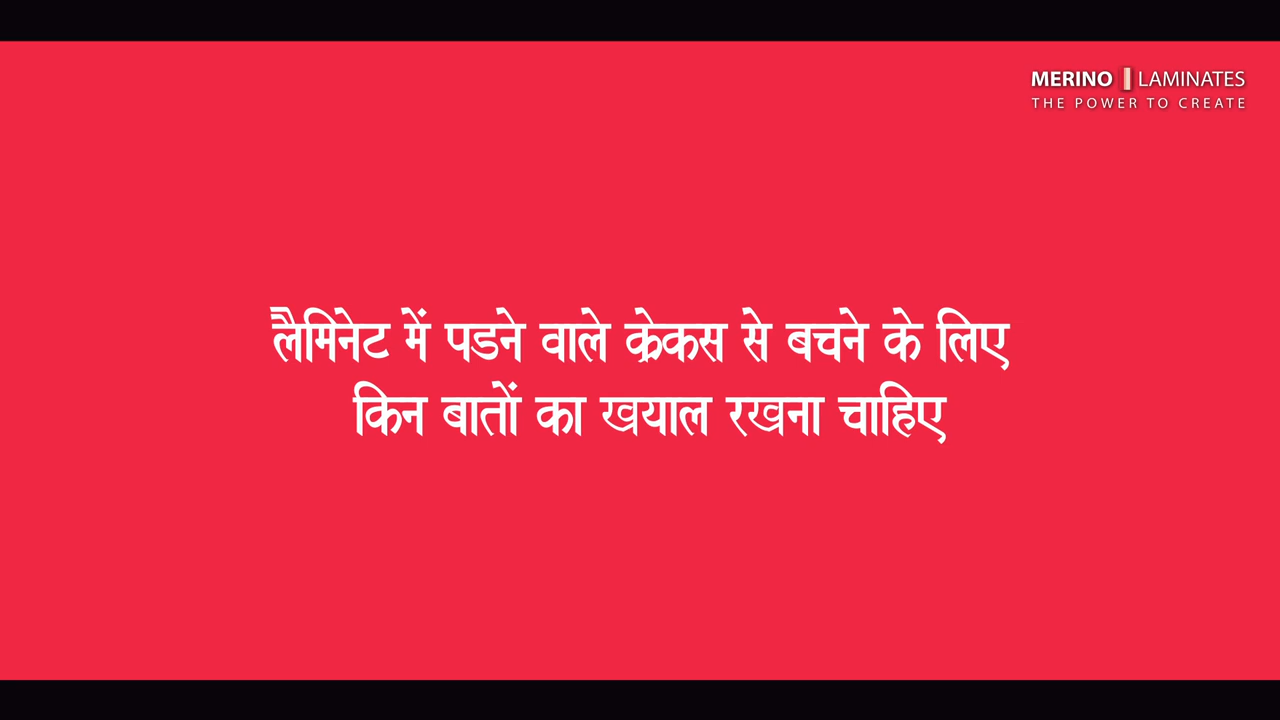 MERINO LAMINATES
THE POWER TO CREATE
लैमिनेट में पडने वाले क्रेकस से बचने के लिए
किन बातों का खयाल रखना चाहिए